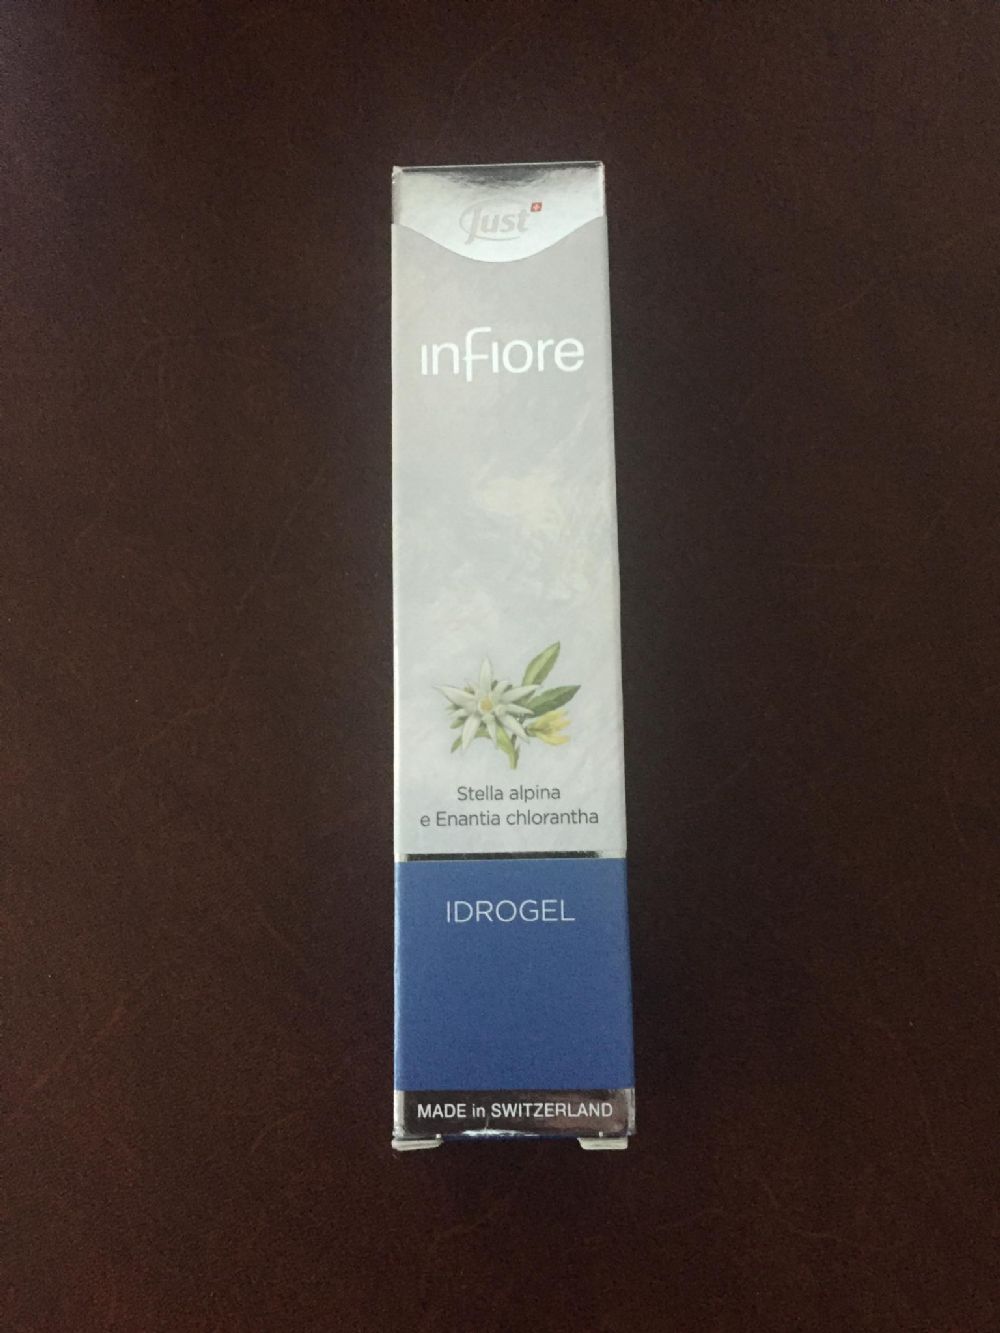 Just
infiore
Stella alpina
e Enantia chlorantha
IDROGEL
MADE in SWITZERLAND